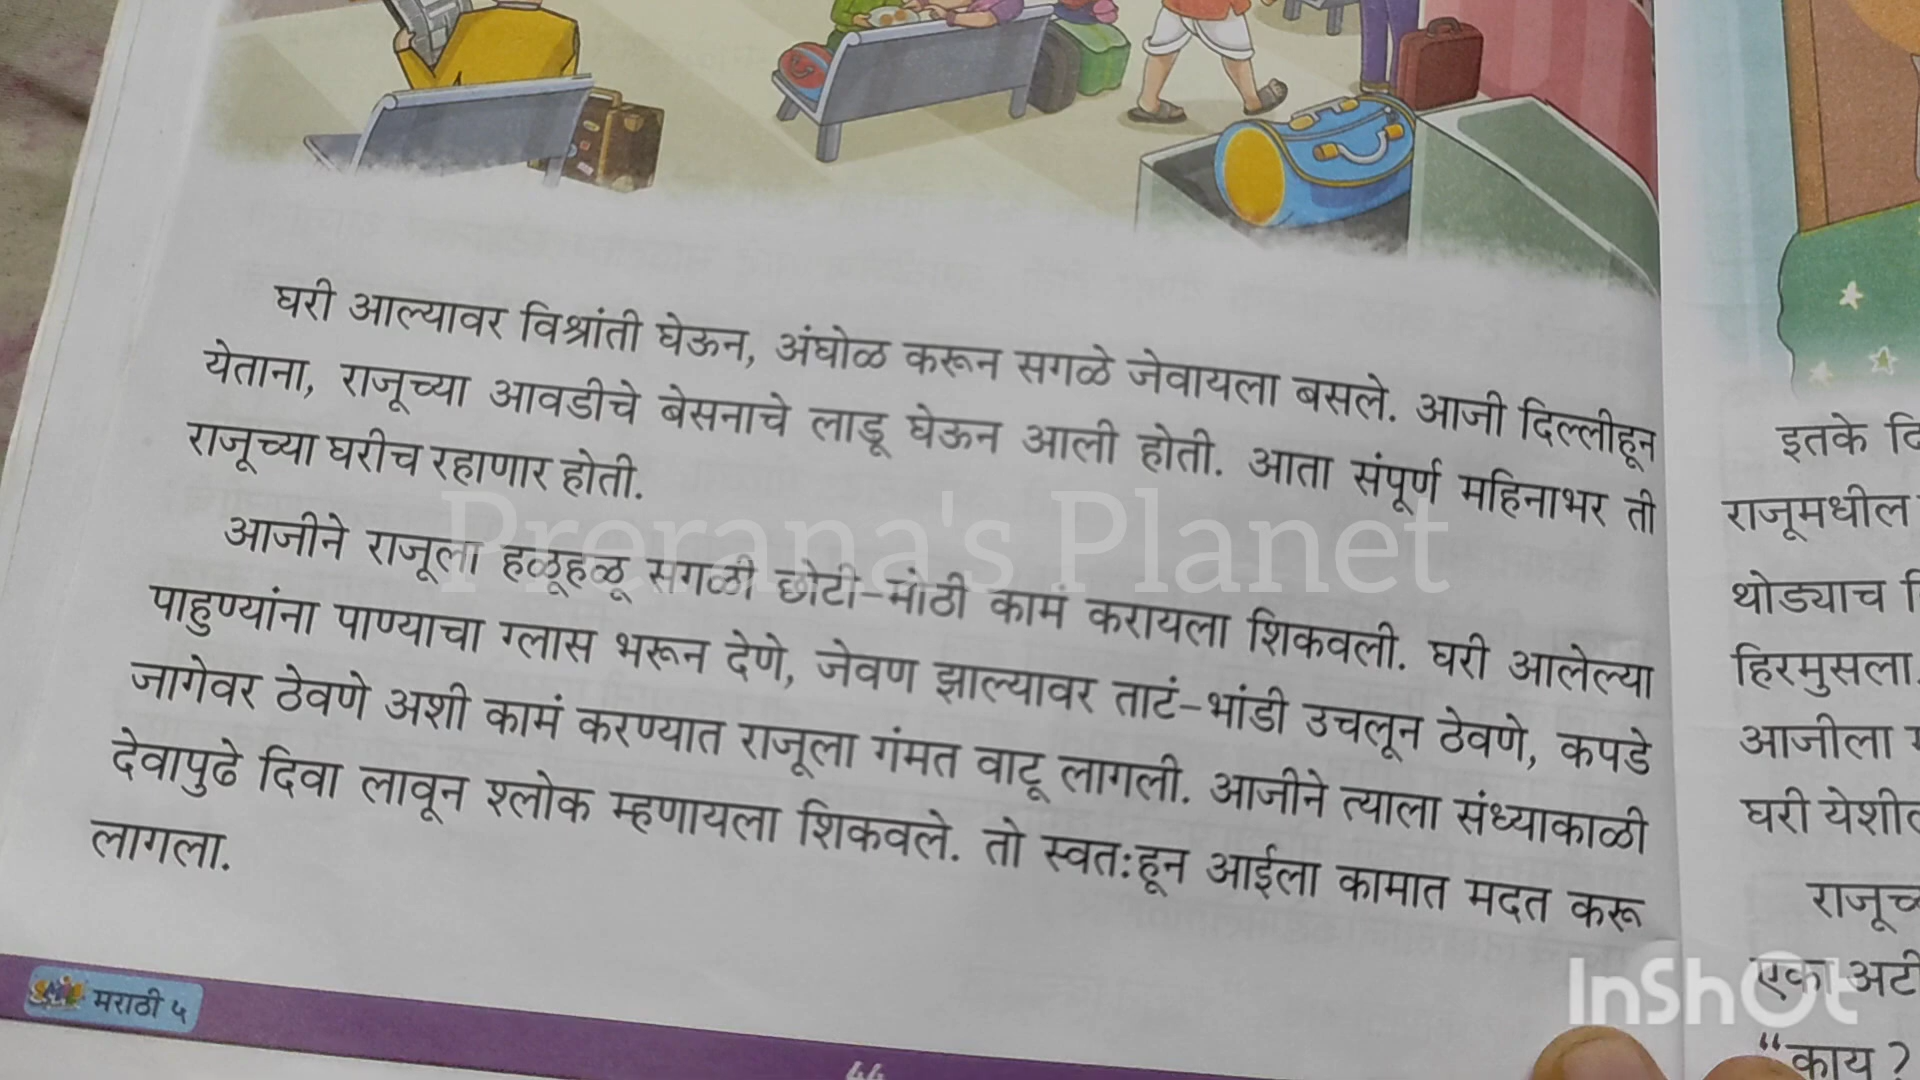 घरी आल्यावर विश्रांती घेऊन, अंघोळ करून सगळे जेवायला बसले. आजी दिल्लीहून
येताना, राजूच्या आवडीचे बेसनाचे लाडू घेऊन आली होती. आता संपूर्ण महिनाभर ती
राजूच्या घरीच रहाणार होती.
Prerana's Planet
आजीने राजूला हळूहळू सगळी छोटी-मोठी कामं करायला शिकवली. घरी आलेल्या
पाहुण्यांना पाण्याचा ग्लास भरून देणे, जेवण झाल्यावर ताटं-भांडी उचलून ठेवणे, कपडे
जागेवर ठेवणे अशी कामं करण्यात राजूला गंमत वाटू लागली. आजीने त्याला संध्याकाळी
देवापुढे दिवा लावून श्लोक म्हणायला शिकवले. तो स्वतःहून आईला कामात मदत करू
लागला.
मराठी ५
इतके
राजूमधील
थोड्याच
हिरमुसला.
आजीला
घरी
एका
"काय ?
InShOt